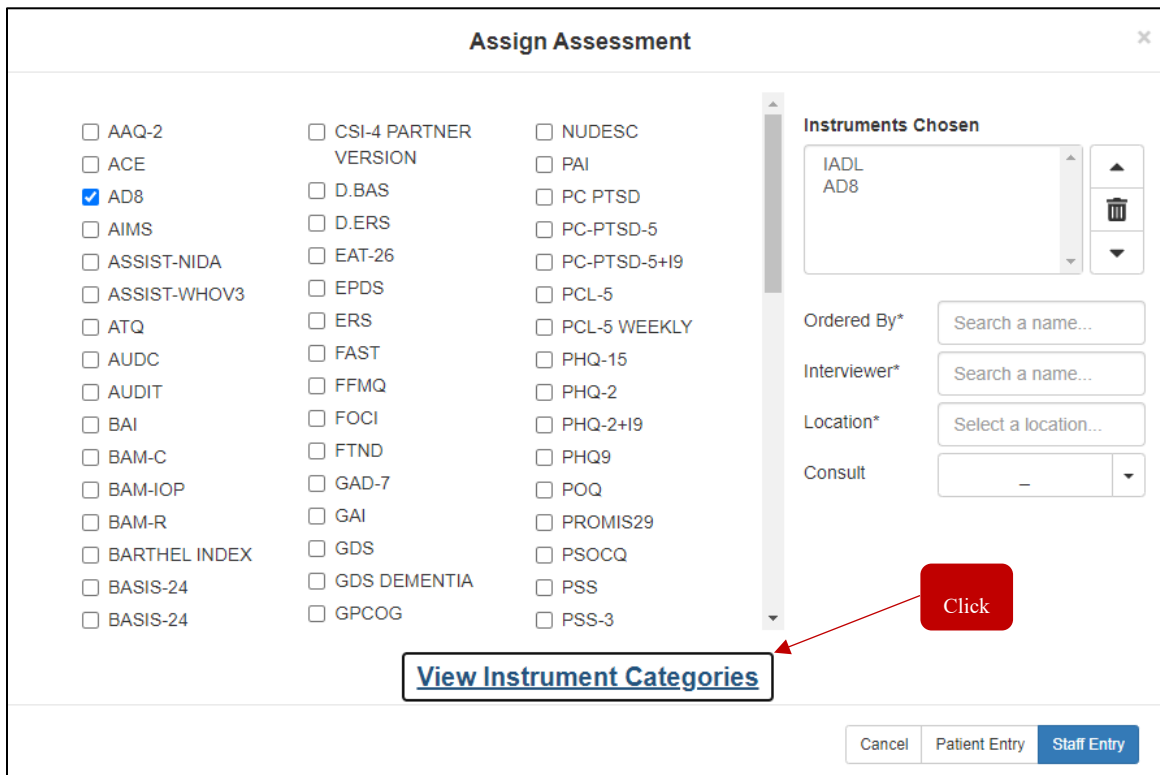 Assign Assessment
×
AAQ-2
ACE
AD8
AIMS
ASSIST-NIDA
ASSIST-WHOV3
ATQ
AUDC
AUDIT
BAI
BAM-C
BAM-IOP
BAM-R
BARTHEL INDEX
BASIS-24
BASIS-24
CSI-4 PARTNER
VERSION
D.BAS
D.ERS
EAT-26
EPDS
ERS
FAST
FFMQ
FOCI
FTND
GAD-7
GAI
GDS
GDS DEMENTIA
GPCOG
NUDESC
PAI
PC PTSD
PC-PTSD-5
PC-PTSD-5+I9
PCL-5
PCL-5 WEEKLY
PHQ-15
PHQ-2
PHQ-2+I9
PHQ9
POQ
PROMIS29
PSOCQ
PSS
PSS-3
Instruments Chosen
IADL
AD8
Ordered By* Search a name...
Interviewer* Search a name...
Location* Select a location...
Consult _
Click
View Instrument Categories
Cancel Patient Entry Staff Entry